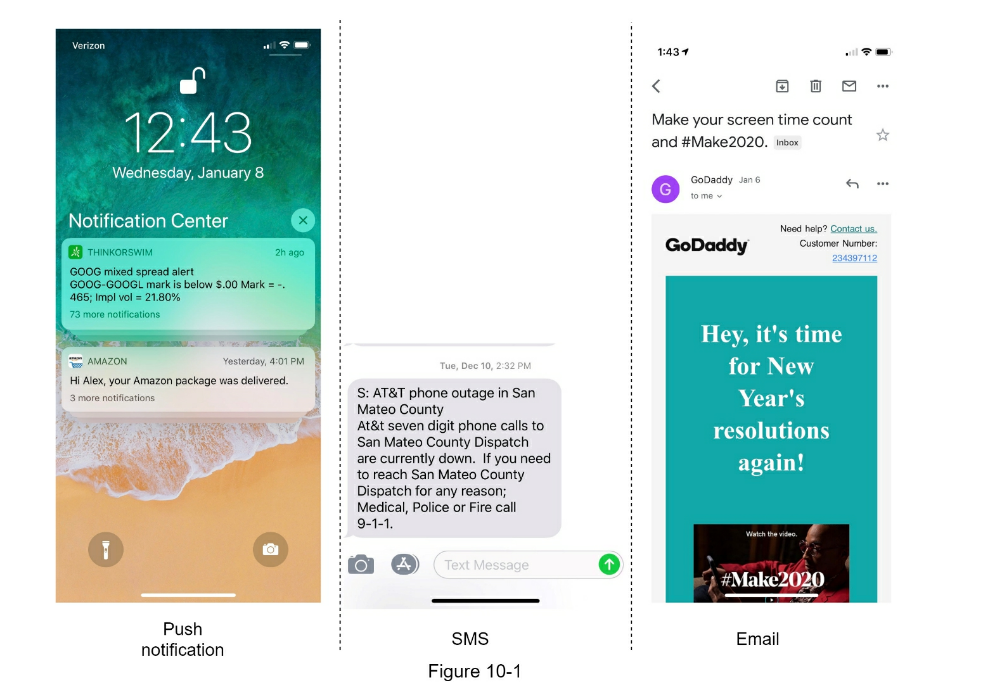 Verizon
12:43
Wednesday, January 8
Notification Center
THINKORSWIM 2h ago
GOOG mixed spread alert
GOOG-GOOGL mark is below $.00 Mark = -.
465; Impl vol = 21.80%
73 more notifications
AMAZON Yesterday, 4:01 PM
Hi Alex, your Amazon package was delivered.
3 more notifications
Push
notification
Tue, Dec 10, 2:32 PM
S: AT&T phone outage in San
Mateo County
At&t seven digit phone calls to
San Mateo County Dispatch
are currently down.  If you need
to reach San Mateo County
Dispatch for any reason;
Medical, Police or Fire call
9-1-1.
Text Message
SMS
1:43
Make your screen time count
and #Make2020. Inbox
G
GoDaddy Jan 6
to me
Need help? Contact us.
GoDaddy
Customer Number:
234397112
Hey, it's time
for New
Year's
resolutions
again!
Watch the video.
#Make2020
Email
Figure 10-1